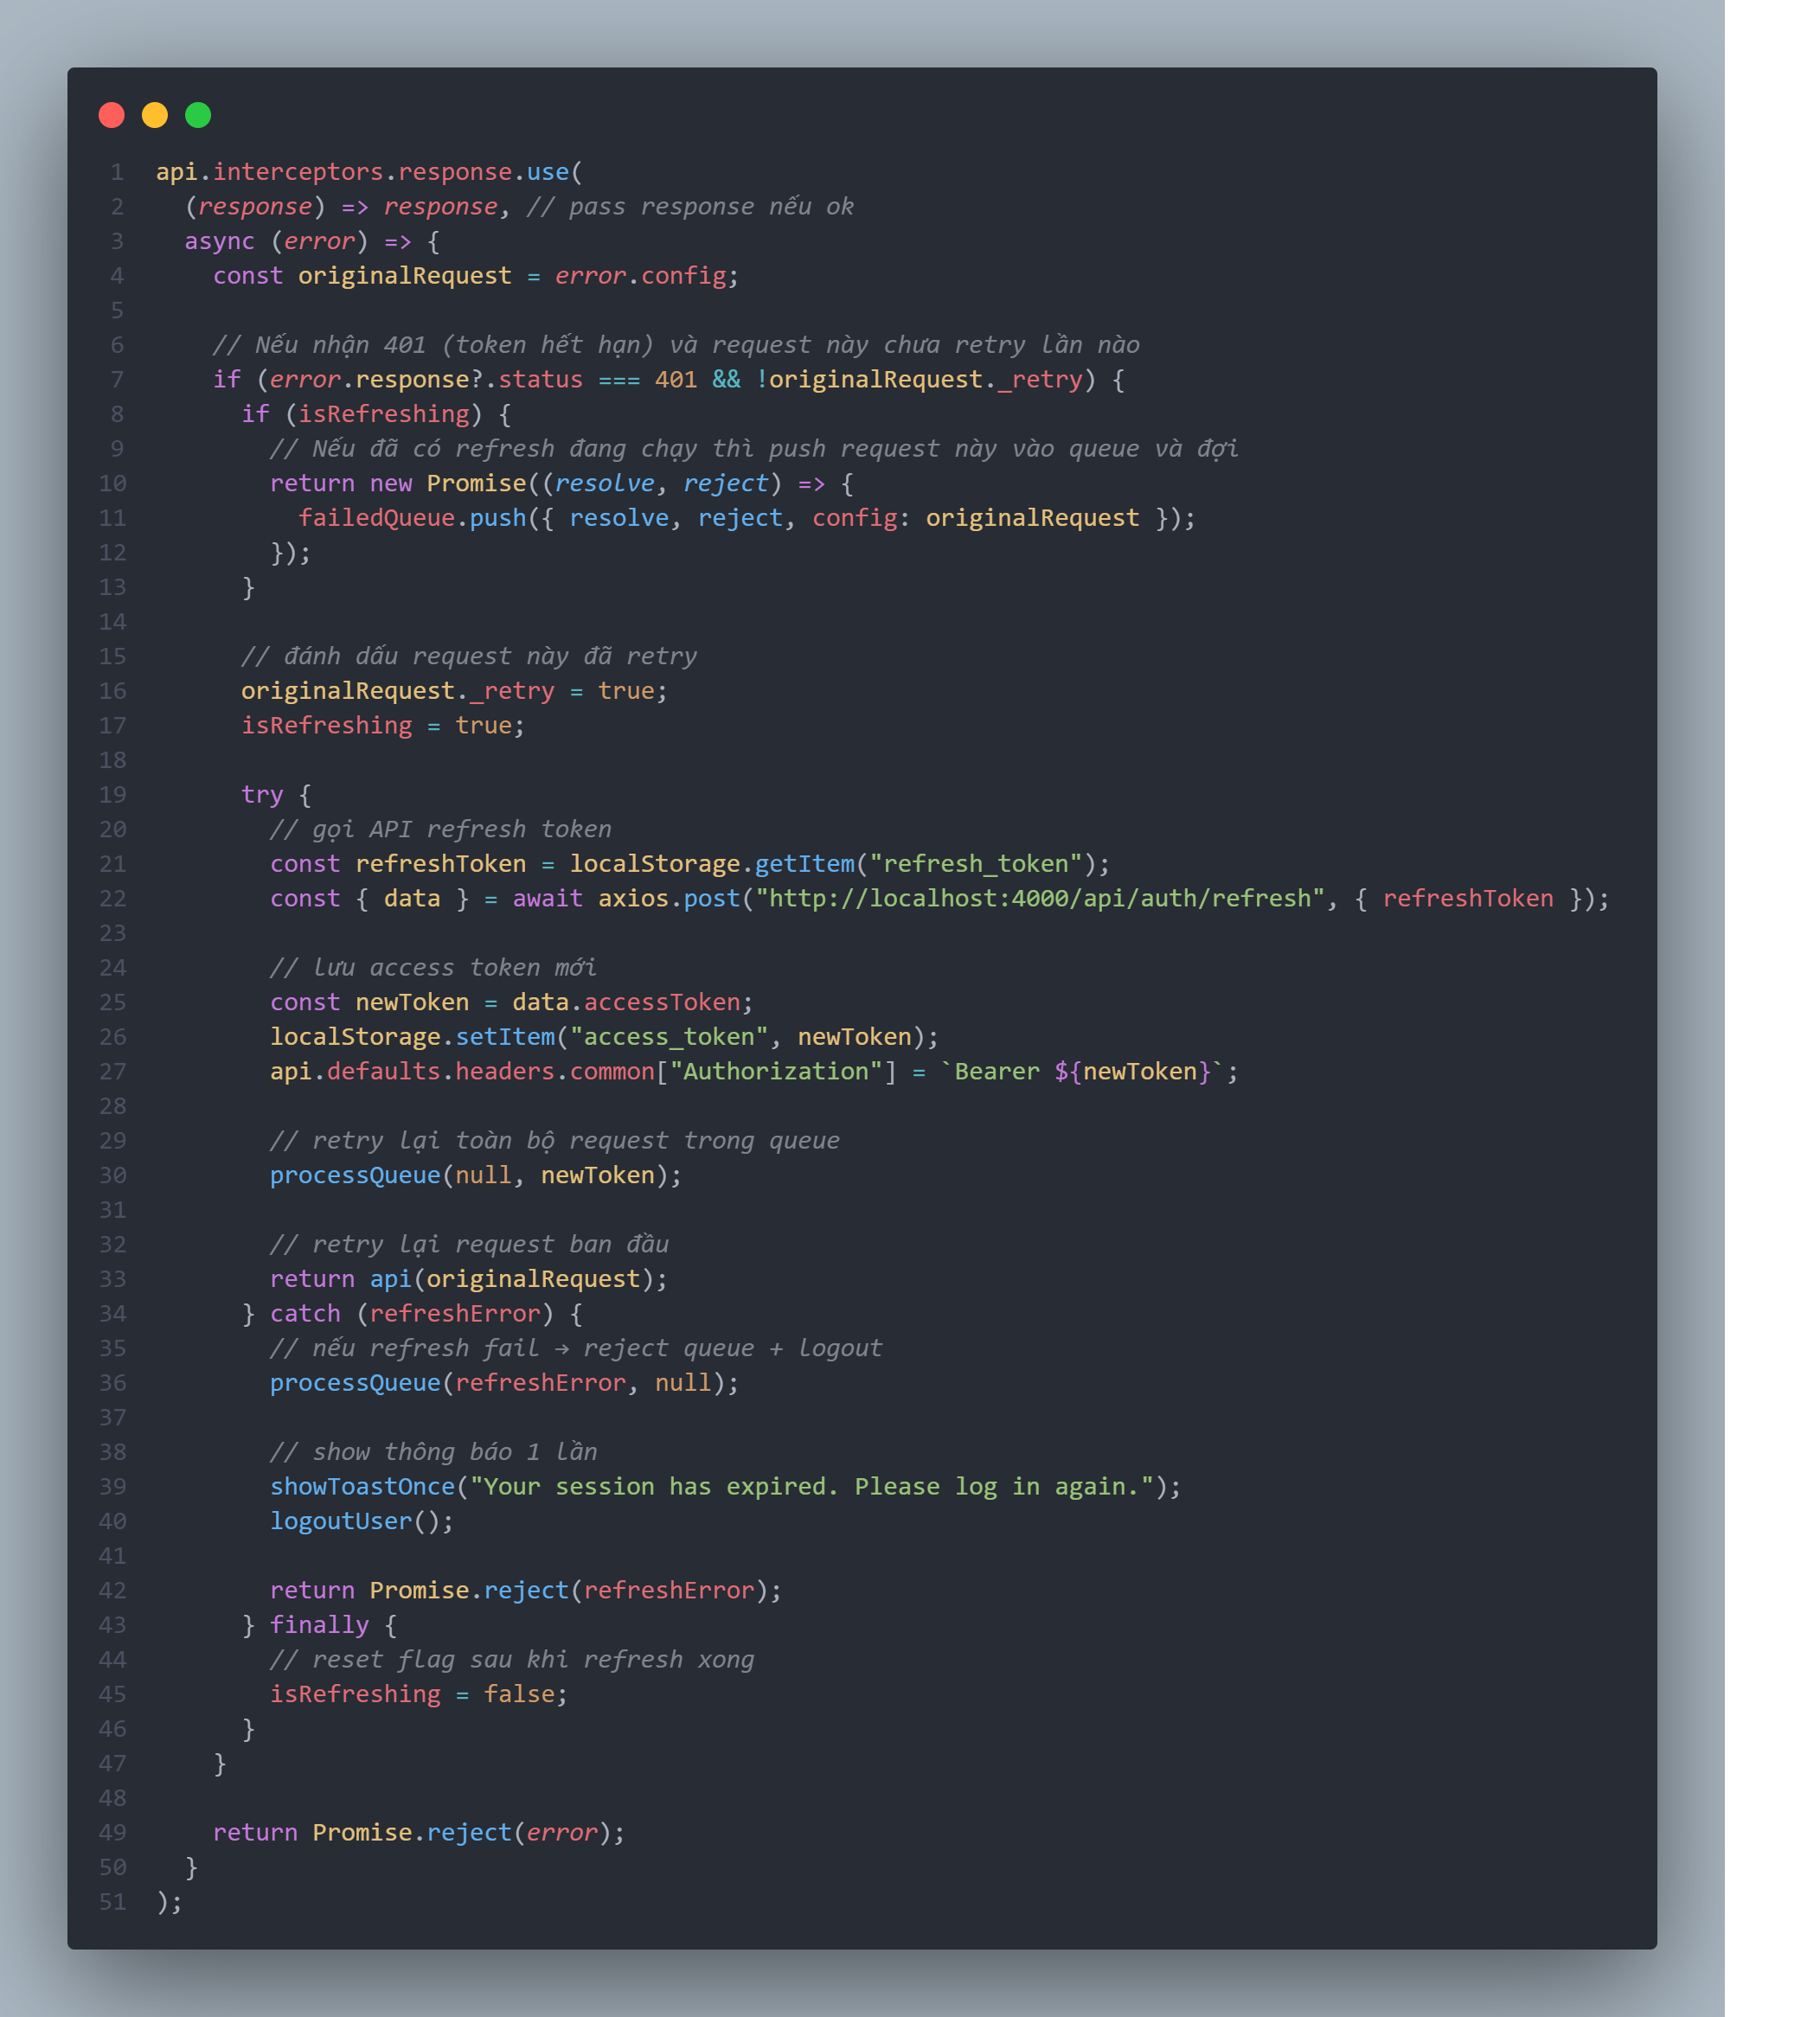 1 api.interceptors.response.use(
2   (response) => response, // pass response nếu ok
3   async (error) => {
4     const originalRequest = error.config;
5
6     // Nếu nhận 401 (token hết hạn) và request này chưa retry lần nào
7     if (error.response?.status === 401 && !originalRequest._retry) {
8       if (isRefreshing) {
9         // Nếu đã có refresh đang chạy thì push request này vào queue và đợi
10         return new Promise((resolve, reject) => {
11           failedQueue.push({ resolve, reject, config: originalRequest });
12         });
13       }
14
15       // đánh dấu request này đã retry
16       originalRequest._retry = true;
17       isRefreshing = true;
18
19       try {
20         // gọi API refresh token
21         const refreshToken = localStorage.getItem("refresh_token");
22         const { data } = await axios.post("http://localhost:4000/api/auth/refresh", { refreshToken });
23
24         // lưu access token mới
25         const newToken = data.accessToken;
26         localStorage.setItem("access_token", newToken);
27         api.defaults.headers.common["Authorization"] = `Bearer ${newToken}`;
28
29         // retry lại toàn bộ request trong queue
30         processQueue(null, newToken);
31
32         // retry lại request ban đầu
33         return api(originalRequest);
34       } catch (refreshError) {
35         // nếu refresh fail → reject queue + logout
36         processQueue(refreshError, null);
37
38         // show thông báo 1 lần
39         showToastOnce("Your session has expired. Please log in again.");
40         logoutUser();
41
42         return Promise.reject(refreshError);
43       } finally {
44         // reset flag sau khi refresh xong
45         isRefreshing = false;
46       }
47     }
48
49     return Promise.reject(error);
50   }
51 );